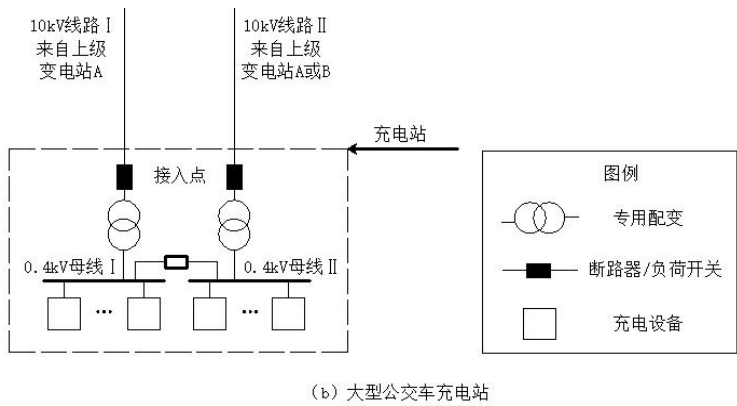 10kV线路Ⅰ
来自上级
变电站A
10kV线路Ⅱ
来自上级
变电站A或B
充电站
接入点
0.4kV母线Ⅰ
0.4kV母线Ⅱ
...
...
图例
专用配变
断路器/负荷开关
充电设备
（b）大型公交车充电站